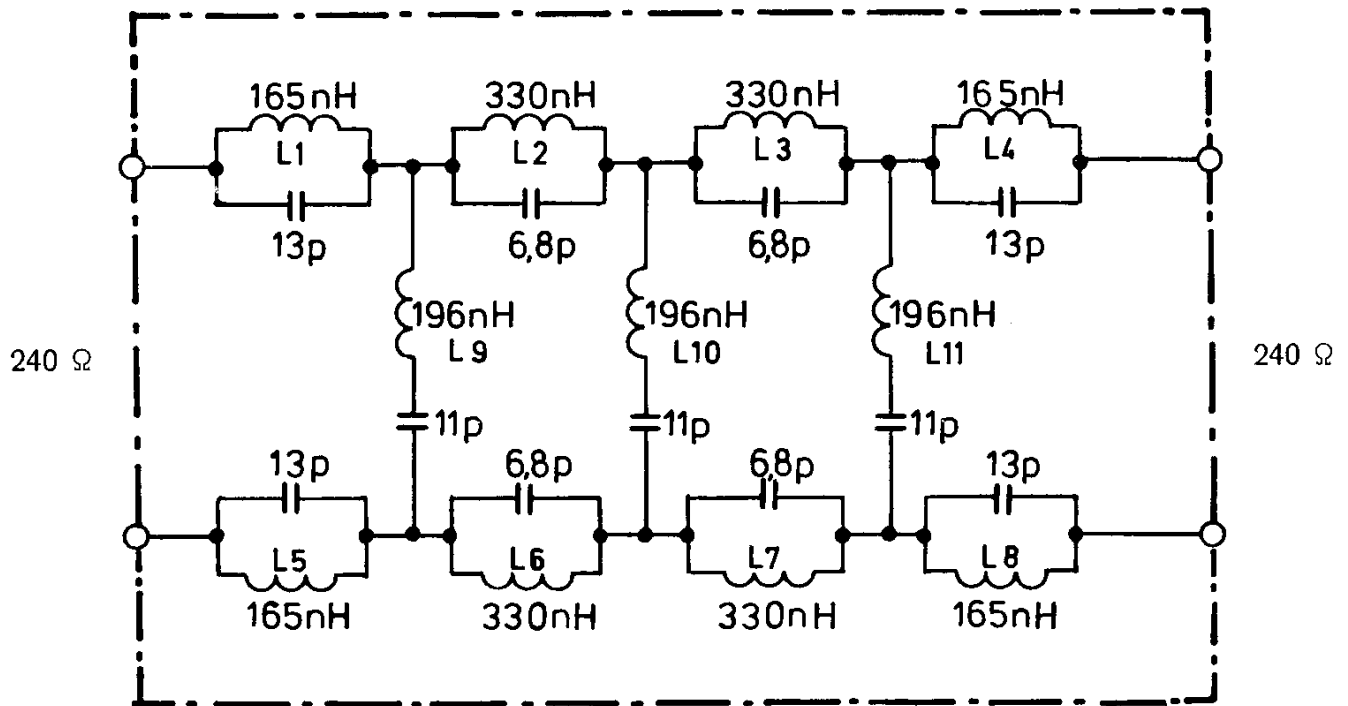 165nH 330nH 330nH 165nH
L1 L2 L3 L4
13p 6,8p 6,8p 13p
196nH 196nH 196nH
L9 L10 L11
240 Ω 240 Ω
11p 11p 11p
13p 6,8p 6,8p 13p
L5 L6 L7 L8
165nH 330nH 330nH 165nH